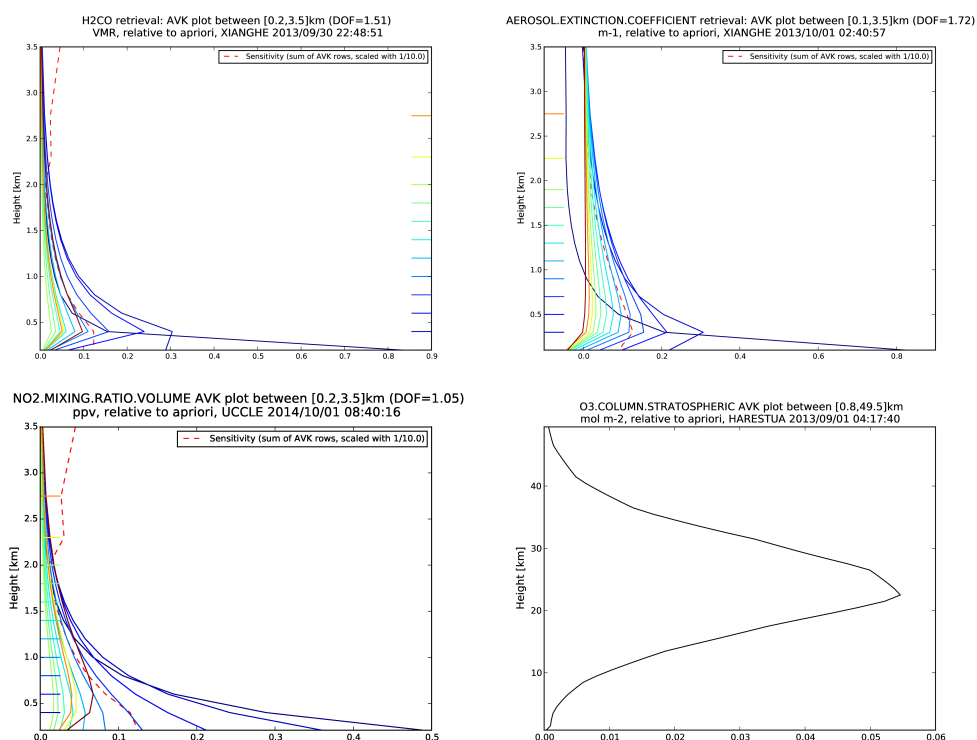 H2CO retrieval: AVK plot between [0.2,3.5]km (DOF=1.51)
VMR, relative to apriori, XIANGHE 2013/09/30 22:48:51
Sensitivity (sum of AVK rows, scaled with 1/10.0)
Height [km]
3.5
3.0
2.5
2.0
1.5
1.0
0.5
0.0 0.1 0.2 0.3 0.4 0.5 0.6 0.7 0.8 0.9
AEROSOL.EXTINCTION.COEFFICIENT retrieval: AVK plot between [0.1,3.5]km (DOF=1.72)
m-1, relative to apriori, XIANGHE 2013/10/01 02:40:57
Sensitivity (sum of AVK rows, scaled with 1/10.0)
Height [km]
3.5
3.0
2.5
2.0
1.5
1.0
0.5
0.0 0.2 0.4 0.6 0.8
NO2.MIXING.RATIO.VOLUME AVK plot between [0.2,3.5]km (DOF=1.05)
ppv, relative to apriori, UCCLE 2014/10/01 08:40:16
Sensitivity (sum of AVK rows, scaled with 1/10.0)
Height [km]
3.5
3.0
2.5
2.0
1.5
1.0
0.5
0.0 0.1 0.2 0.3 0.4 0.5
O3.COLUMN.STRATOSPHERIC AVK plot between [0.8,49.5]km
mol m-2, relative to apriori, HARESTUA 2013/09/01 04:17:40
Height [km]
40
30
20
10
0.00 0.01 0.02 0.03 0.04 0.05 0.06